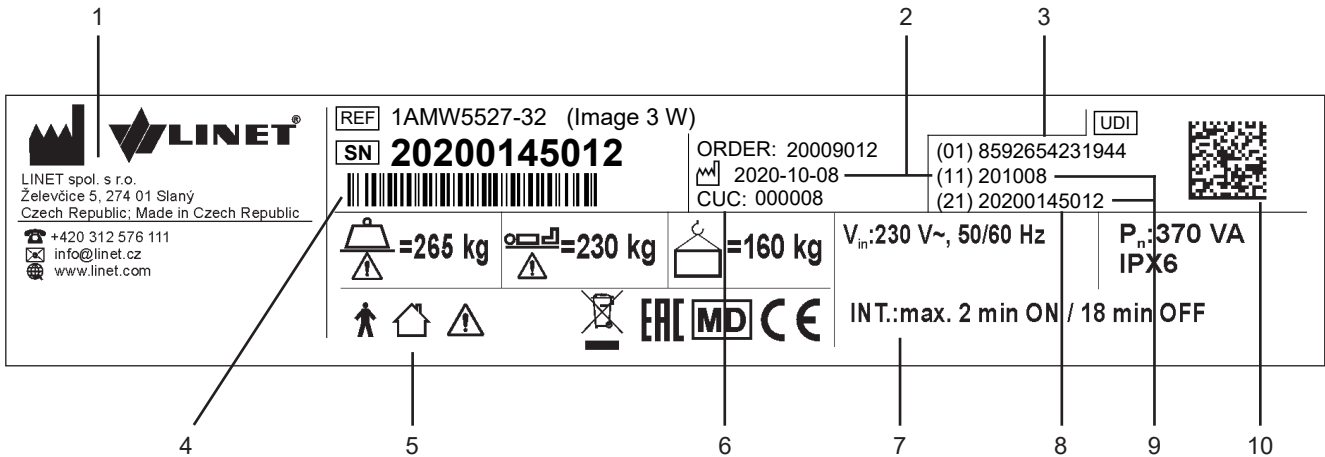 1 2 3
LINET®
LINET spol. s r.o.
Želevčice 5, 274 01 Slaný
Czech Republic; Made in Czech Republic
+420 312 576 111
info@linet.cz
www.linet.com
REF 1AMW5527-32 (Image 3 W)
SN 20200145012
ORDER: 20009012
2020-10-08
CUC: 000008
UDI
(01) 8592654231944
(11) 201008
(21) 20200145012
=265 kg =230 kg =160 kg
Vin:230 V~, 50/60 Hz
Pn:370 VA
IPX6
EAC MD CE
INT.:max. 2 min ON / 18 min OFF
4 5 6 7 8 9 10